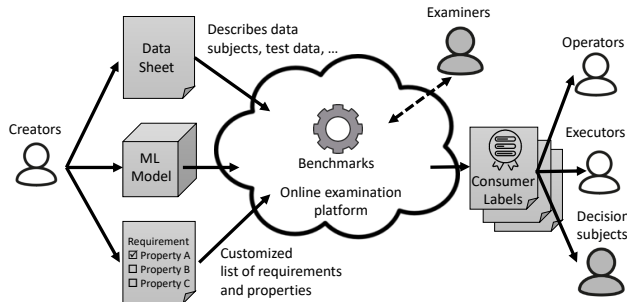 Examiners
Describes data
subjects, test data, ...
Data
Sheet
Operators
Creators
ML
Model
Benchmarks
Online examination
platform
Consumer
Labels
Executors
Decision
subjects
Requirement
Property A
Property B
Property C
Customized
list of requirements
and properties